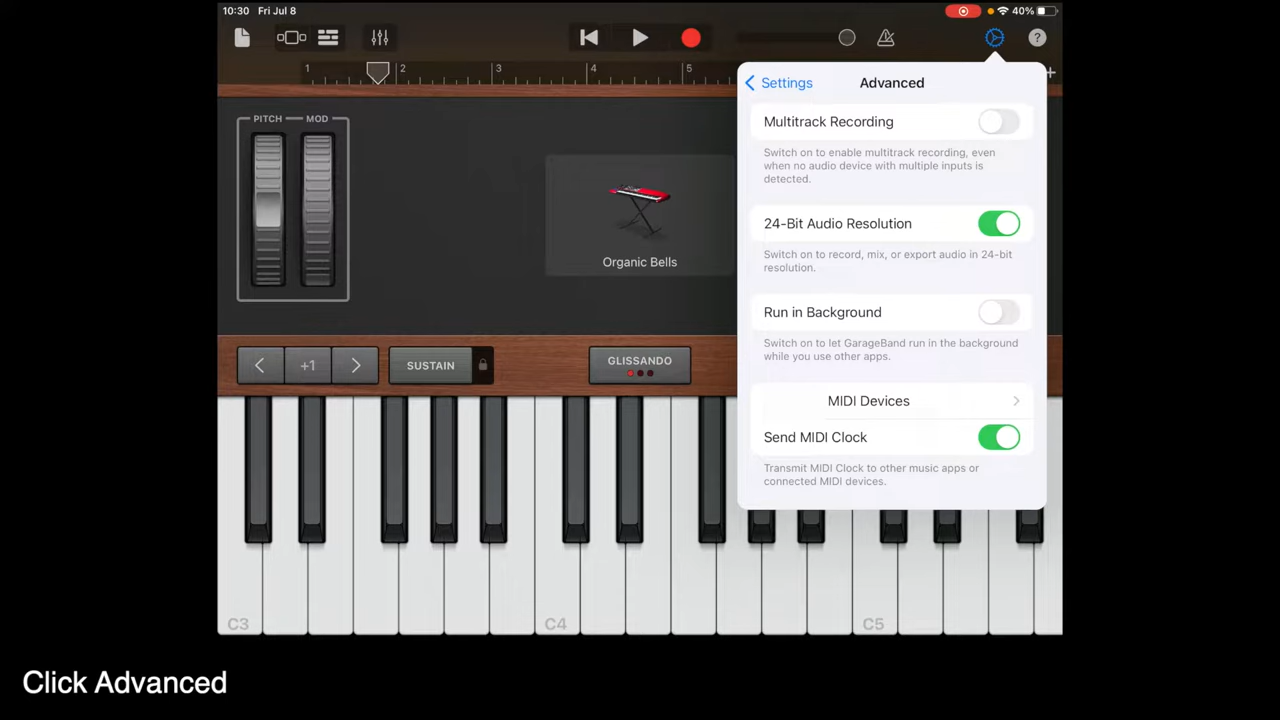 10:30 Fri Jul 8
40%
1 2 3 4 5
Settings Advanced
PITCH MOD
Organic Bells
Multitrack Recording
Switch on to enable multitrack recording, even
when no audio device with multiple inputs is
detected.
24-Bit Audio Resolution
Switch on to record, mix, or export audio in 24-bit
resolution.
Run in Background
Switch on to let GarageBand run in the background
while you use other apps.
MIDI Devices
Send MIDI Clock
Transmit MIDI Clock to other music apps or
connected MIDI devices.
+1
SUSTAIN
GLISSANDO
C3 C4 C5
Click Advanced